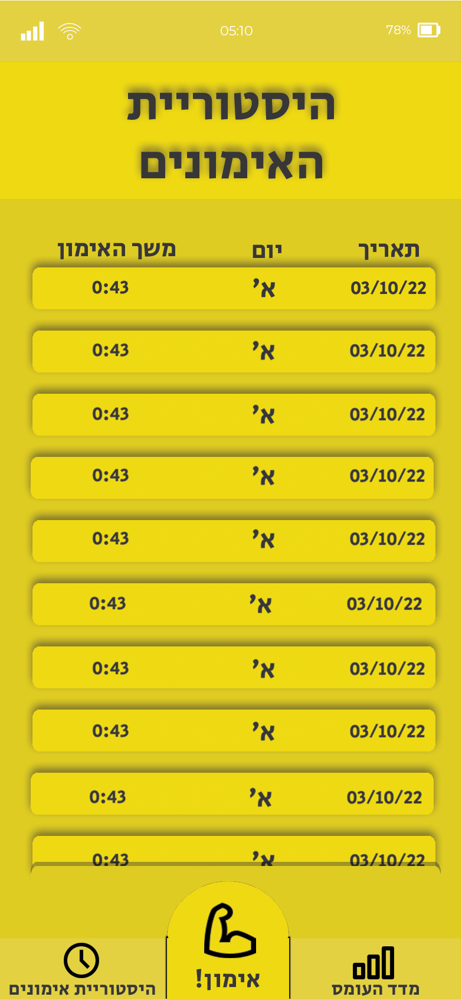 05:10
78%
היסטוריית
האימונים
תאריך יום משך האימון
03/10/22 א' 0:43
03/10/22 א' 0:43
03/10/22 א' 0:43
03/10/22 א' 0:43
03/10/22 א' 0:43
03/10/22 א' 0:43
03/10/22 א' 0:43
03/10/22 א' 0:43
03/10/22 א' 0:43
03/10/22 א' 0:43
מדד העומס
אימון!
היסטוריית אימונים